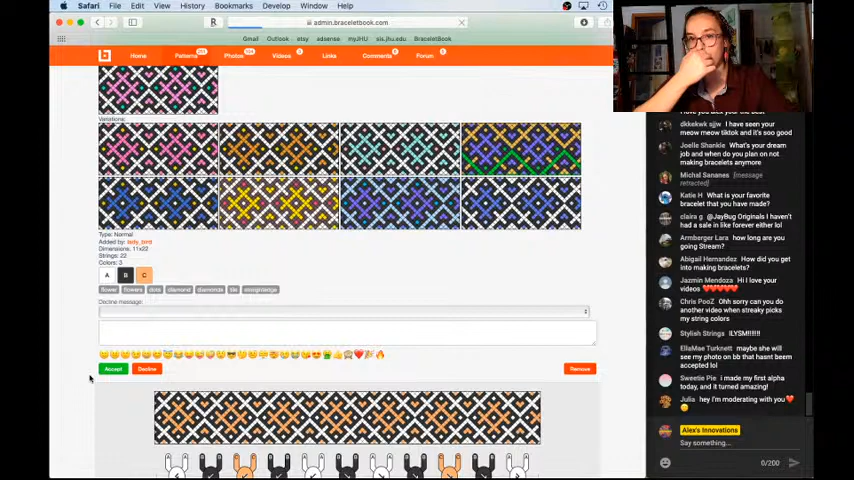 Safari File Edit View History Bookmarks Develop Window Help
admin.braceletbook.com
Gmail Outlook etsy adsense myJHU sis.jhu.edu BraceletBook
Home Patterns Photos Videos Links Comments Forum
Variations:
Type: Normal
Added by: lady_bird
Dimensions: 11x22
Strings: 22
Colors: 3
A B C
flower flowers dots diamond diamonds tile straightedge
Decline message:
Accept Decline Remove
dkkekwk sjjw I have seen your
meow meow tiktok and it's soo good
Joelle Shankle What's your dream
job and when do you plan on not
making bracelets anymore
Michal Sananes [message
retracted]
Katie H What is your favorite
bracelet that you have made?
claira g @JayBug Originals I haven't
had a sale in like forever either lol
Armberger Lara how long are you
going Stream?
Abigail Hernandez How did you get
into making bracelets?
Jazmin Mendoza Hi I love your
videos ❤❤❤❤❤❤
Chris PooZ Ohh sorry can you do
another video when streaky picks
my string colors
Stylish Strings ILYSM!!!!!!!
EllaMae Turknett maybe she will
see my photo on bb that hasnt beem
accepted lol
Sweetie Pie i made my first alpha
today, and it turned amazing!
Julia hey I'm moderating with you❤
Alex's Innovations
Say something...
0/200